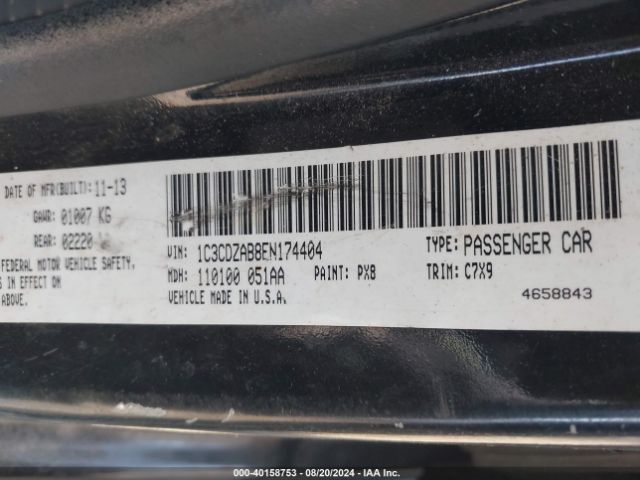 DATE OF MFR(BUILT): 11-13
GAWR: 01007 KG
REAR: 02220
FEDERAL MOTOR VEHICLE SAFETY,
IN EFFECT ON
ABOVE.
VIN: 1C3CDZAB8EN174404
TYPE: PASSENGER CAR
MDH: 110100 051AA
PAINT: PXB
TRIM: C7X9
VEHICLE MADE IN U.S.A.
4658843
000-40158753 - 08/20/2024 - IAA Inc.